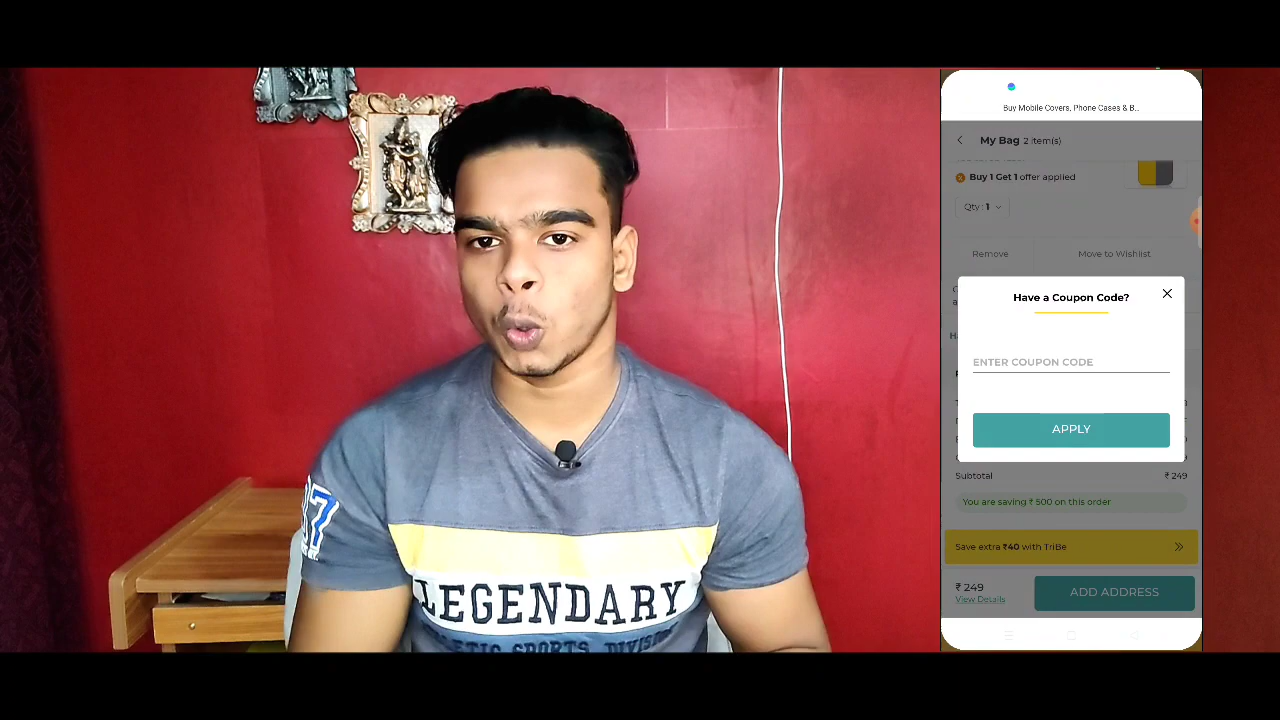 Buy Mobile Covers, Phone Cases & B...
My Bag 2 item(s)
Buy 1 Get 1 offer applied
Qty : 1
Remove
Move to Wishlist
Have a Coupon Code?
ENTER COUPON CODE
APPLY
Subtotal ₹ 249
You are saving ₹ 500 on this order
Save extra ₹40 with TriBe
₹ 249
View Details
ADD ADDRESS
LEGENDARY